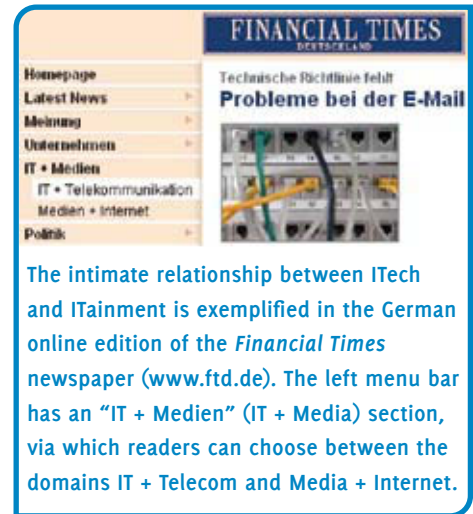 FINANCIAL TIMES
DEUTSCHLAND
Homepage
Latest News
Meinung
Unternehmen
IT + Medien
IT + Telekommunikation
Medien + Internet
Politik
Technische Richtlinie fehlt
Probleme bei der E-Mail
The intimate relationship between ITech
and ITainment is exemplified in the German
online edition of the Financial Times
newspaper (www.ftd.de). The left menu bar
has an “IT + Medien” (IT + Media) section,
via which readers can choose between the
domains IT + Telecom and Media + Internet.